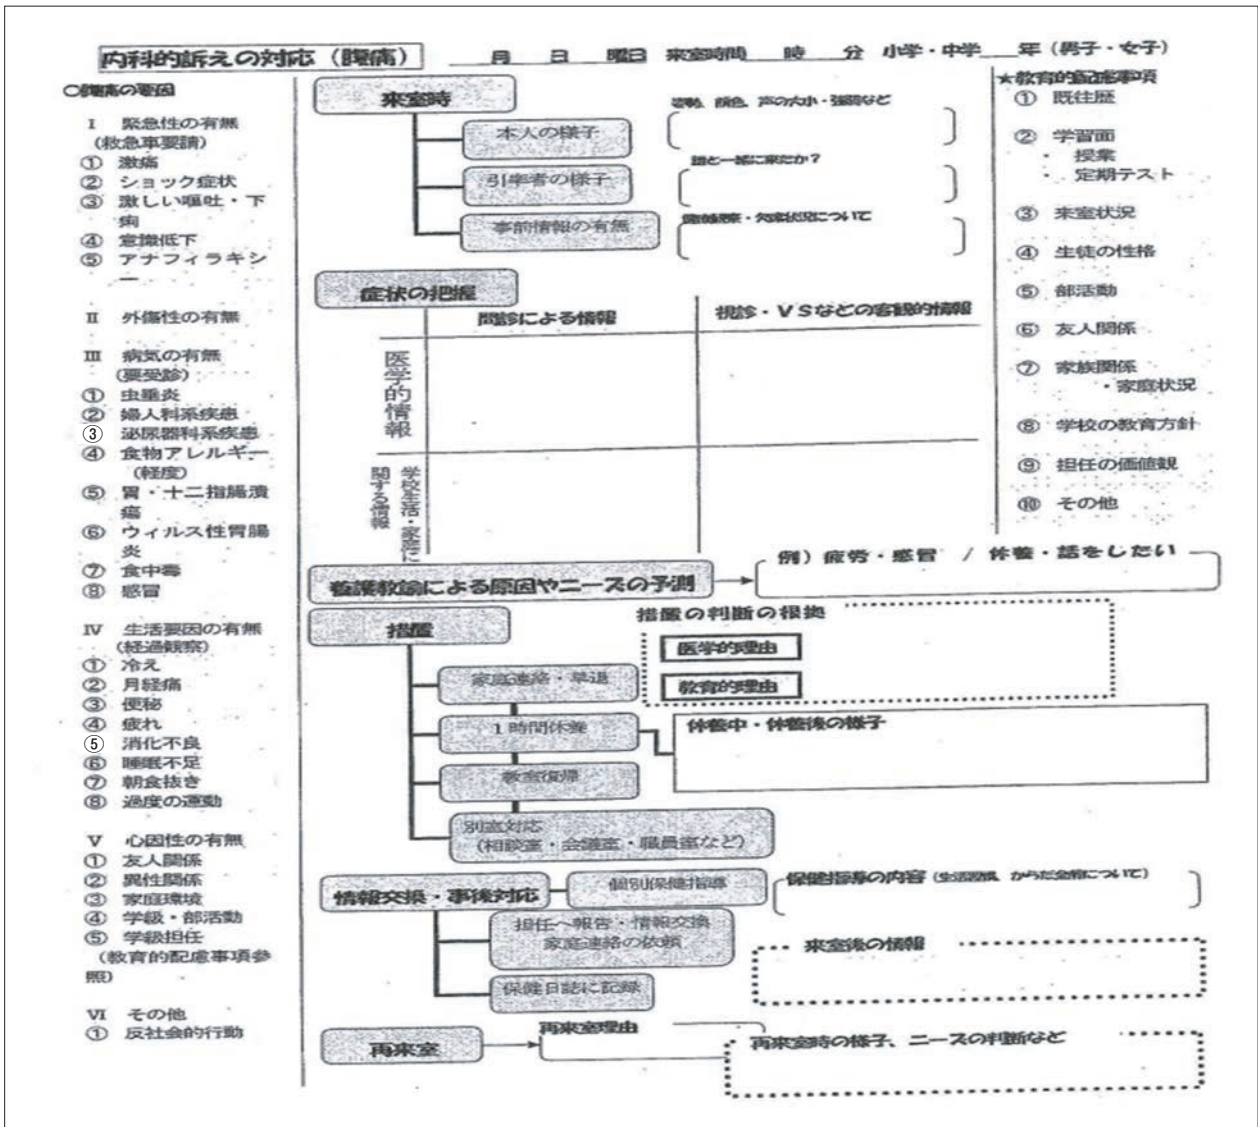 内科的訴えの対応（腹痛）
月　日　曜日　来室時間　時　分　小学・中学　年（男子・女子）
○腹痛の要因
Ⅰ　緊急性の有無
（救急車要請）
① 激痛
② ショック症状
③ 激しい嘔吐・下
痢
④ 意識低下
⑤ アナフィラキシ
ー
Ⅱ　外傷性の有無
Ⅲ　病気の有無
（要受診）
① 虫垂炎
② 婦人科系疾患
③ 泌尿器科系疾患
④ 食物アレルギー
（軽度）
⑤ 胃・十二指腸潰
瘍
⑥ ウィルス性胃腸
炎
⑦ 食中毒
⑧ 感冒
Ⅳ　生活要因の有無
（経過観察）
① 冷え
② 月経痛
③ 便秘
④ 疲れ
⑤ 消化不良
⑥ 睡眠不足
⑦ 朝食抜き
⑧ 過度の運動
Ⅴ　心因性の有無
① 友人関係
② 異性関係
③ 家庭環境
④ 学級・部活動
⑤ 学級担任
（教育的配慮事項参
照）
Ⅵ　その他
① 反社会的行動
来室時
本人の様子
顔色、声の大小・強弱など
引率者の様子
誰と一緒に来たか？
事前情報の有無
・欠席状況について
症状の把握
問診による情報
視診・ＶＳなどの客観的情報
医学的情報
学校生活・家庭に
関する情報
養護教諭による原因やニーズの予測
例）疲労・感冒　/　休養・話をしたい
措置
措置の判断の根拠
医学的理由
教育的理由
家庭連絡・早退
１時間休養
休養中・休養後の様子
教室復帰
別室対応
（相談室・会議室・職員室など）
情報交換・事後対応
個別保健指導
保健指導の内容（生活習慣、からだ全般について）
担任へ報告・情報交換
家庭連絡の依頼
来室後の情報
保健日誌に記録
再来室
再来室理由
再来室時の様子、ニーズの判断など
★教育的配慮事項
① 既往歴
② 学習面
・　授業
・　定期テスト
③ 来室状況
④ 生徒の性格
⑤ 部活動
⑥ 友人関係
⑦ 家族関係
・家庭状況
⑧ 学校の教育方針
⑨ 担任の価値観
⑩ その他